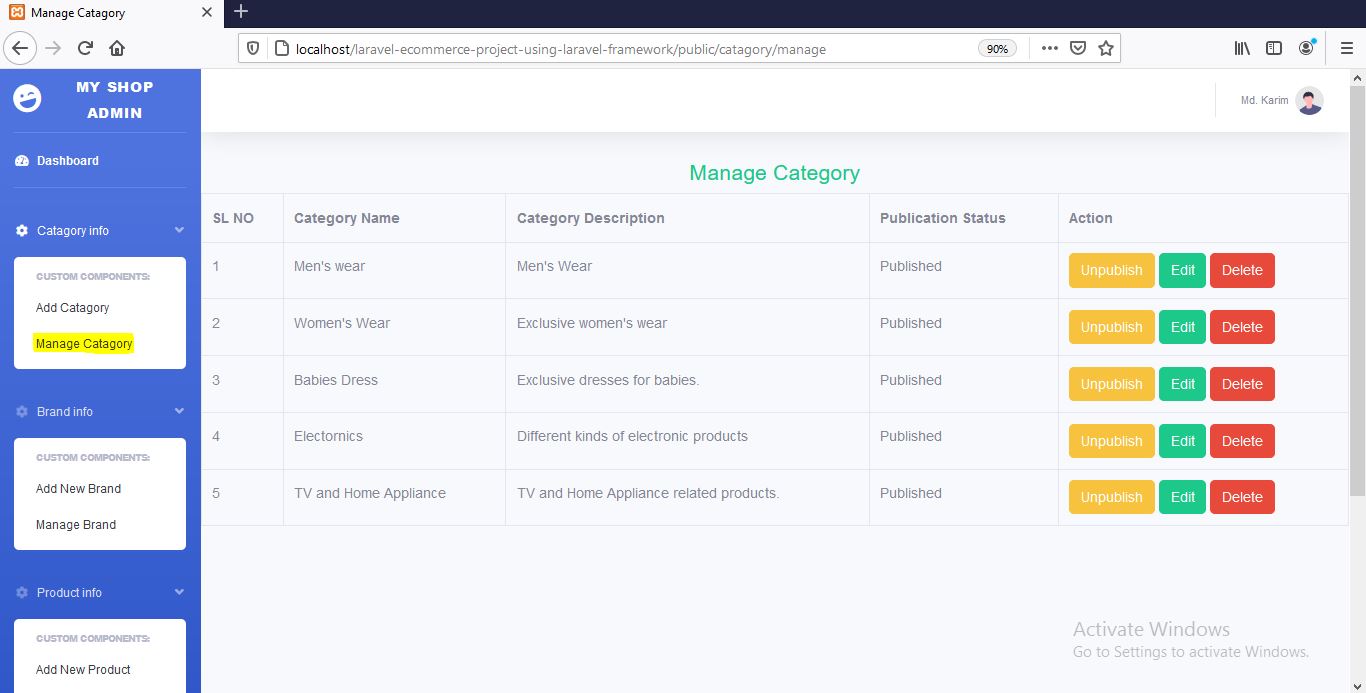 Manage Catagory
localhost/laravel-ecommerce-project-using-laravel-framework/public/catagory/manage
90%
MY SHOP
ADMIN
Md. Karim
Dashboard
Catagory info
CUSTOM COMPONENTS:
Add Catagory
Manage Catagory
Brand info
CUSTOM COMPONENTS:
Add New Brand
Manage Brand
Product info
CUSTOM COMPONENTS:
Add New Product
Manage Category
SL NO Category Name Category Description Publication Status Action
1 Men's wear Men's Wear Published Unpublish Edit Delete
2 Women's Wear Exclusive women's wear Published Unpublish Edit Delete
3 Babies Dress Exclusive dresses for babies. Published Unpublish Edit Delete
4 Electornics Different kinds of electronic products Published Unpublish Edit Delete
5 TV and Home Appliance TV and Home Appliance related products. Published Unpublish Edit Delete
Activate Windows
Go to Settings to activate Windows.